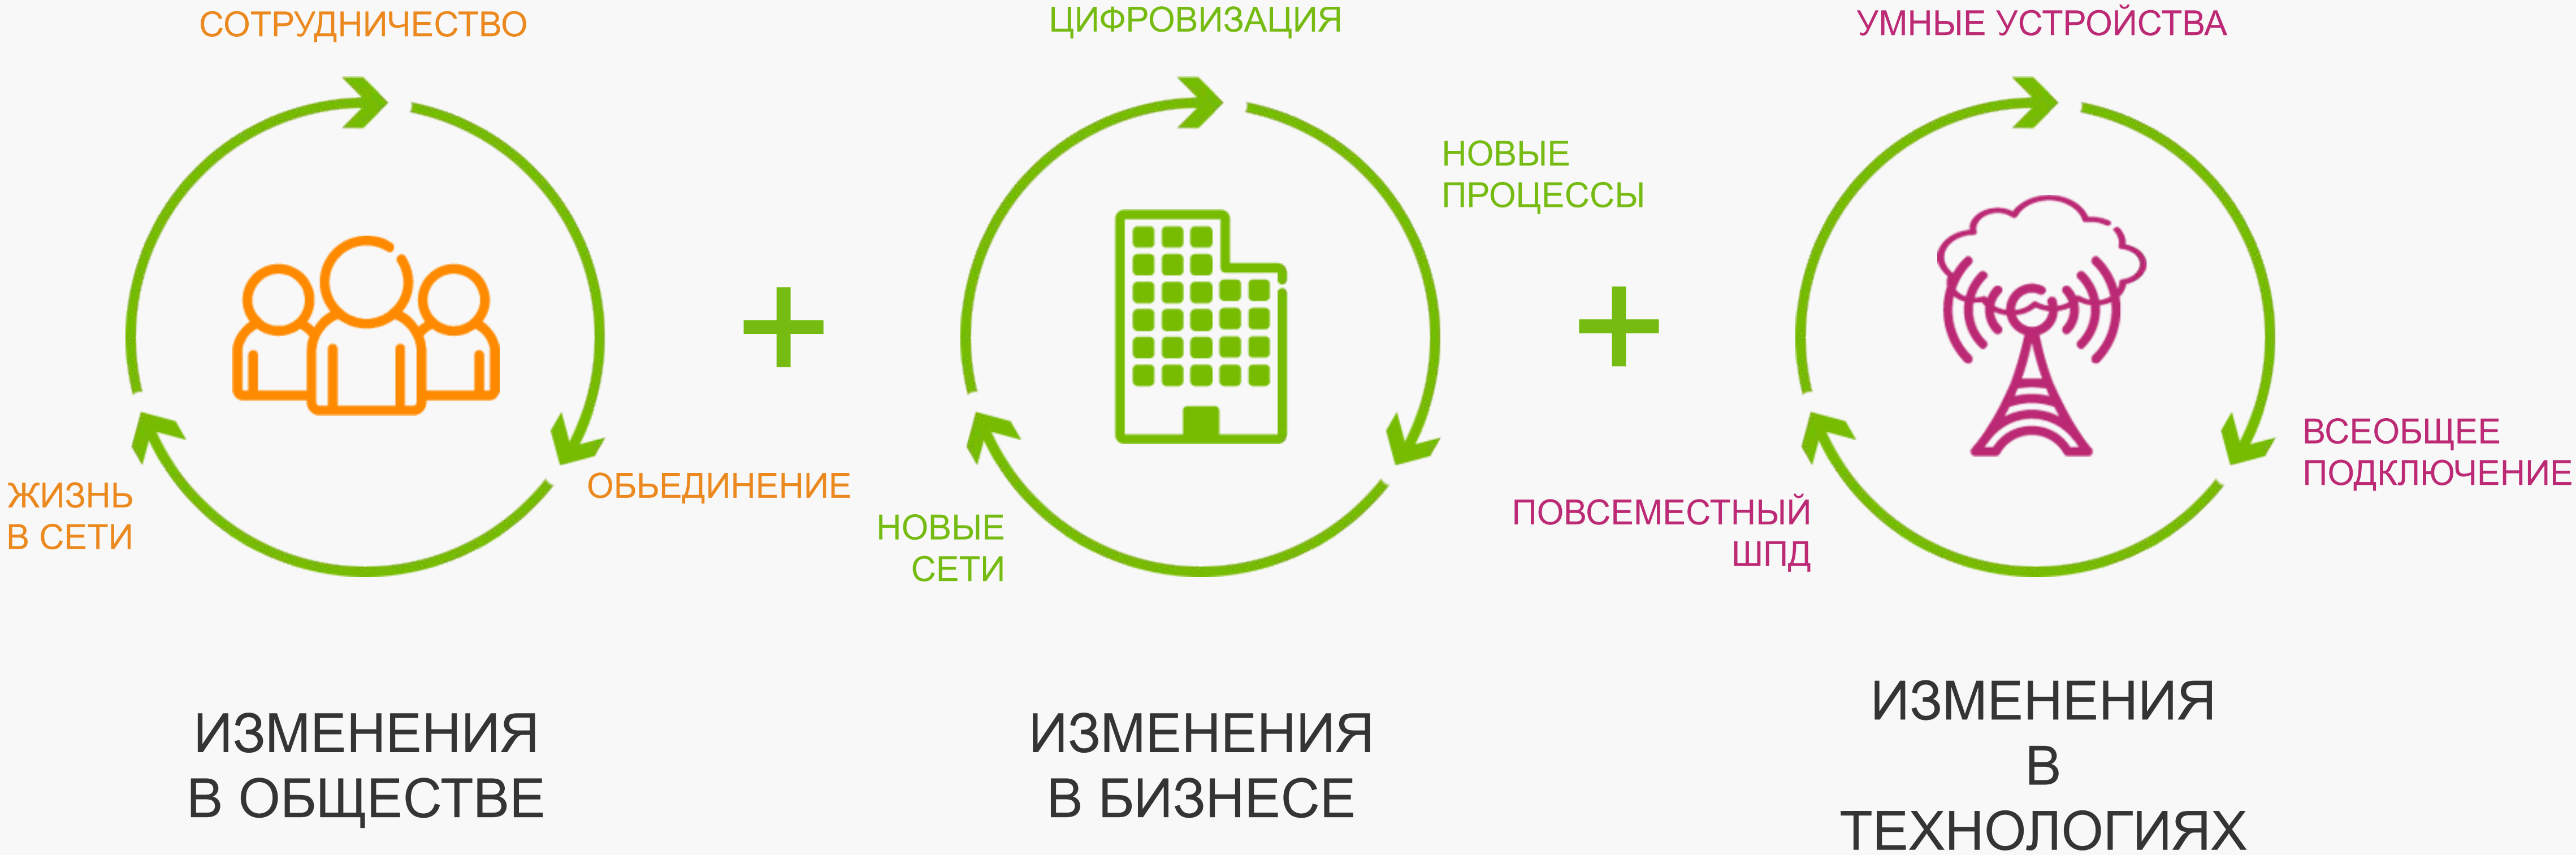 СОТРУДНИЧЕСТВО
ОБЬЕДИНЕНИЕ
ЖИЗНЬ
В СЕТИ
ИЗМЕНЕНИЯ
В ОБЩЕСТВЕ
ЦИФРОВИЗАЦИЯ
НОВЫЕ
ПРОЦЕССЫ
НОВЫЕ
СЕТИ
ИЗМЕНЕНИЯ
В БИЗНЕСЕ
УМНЫЕ УСТРОЙСТВА
ВСЕОБЩЕЕ
ПОДКЛЮЧЕНИЕ
ПОВСЕМЕСТНЫЙ
ШПД
ИЗМЕНЕНИЯ
В
ТЕХНОЛОГИЯХ